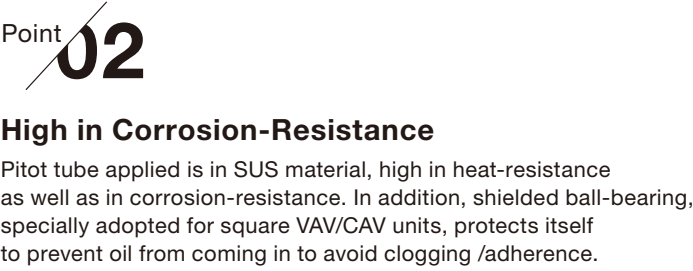 Point
02
High in Corrosion-Resistance
Pitot tube applied is in SUS material, high in heat-resistance
as well as in corrosion-resistance. In addition, shielded ball-bearing,
specially adopted for square VAV/CAV units, protects itself
to prevent oil from coming in to avoid clogging /adherence.